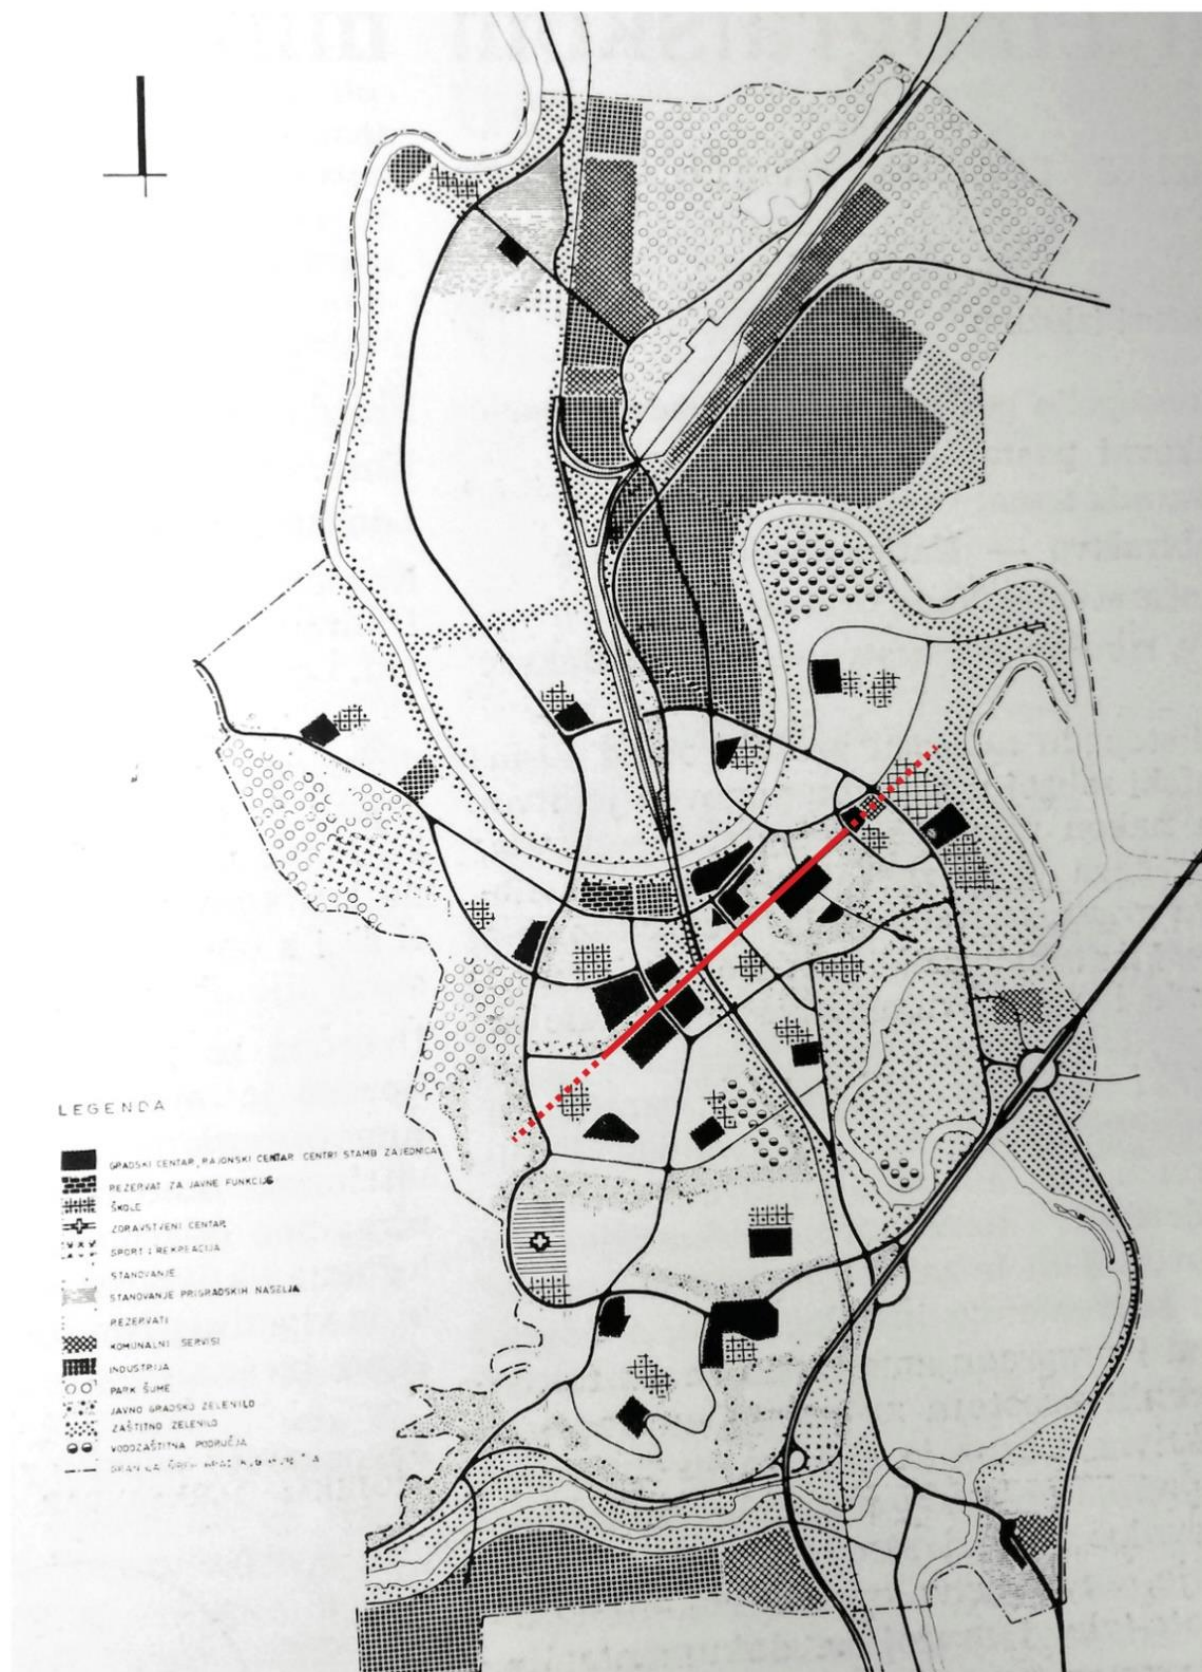 LEGENDA
GRADSKI CENTAR, RAJONSKI CENTAR CENTRI STAMB ZAJEDNICA
REZERVAT ZA JAVNE FUNKCIJE
ŠKOLE
ZDRAVSTVENI CENTAR
SPORT I REKREACIJA
STANOVANJE
STANOVANJE PRIGRADSKIH NASELJA
REZERVATI
KOMUNALNI SERVISI
INDUSTRIJA
PARK ŠUME
JAVNO GRADSKO ZELENILO
ZAŠTITNO ZELENILO
VODOZAŠTITNA PODRUČJA